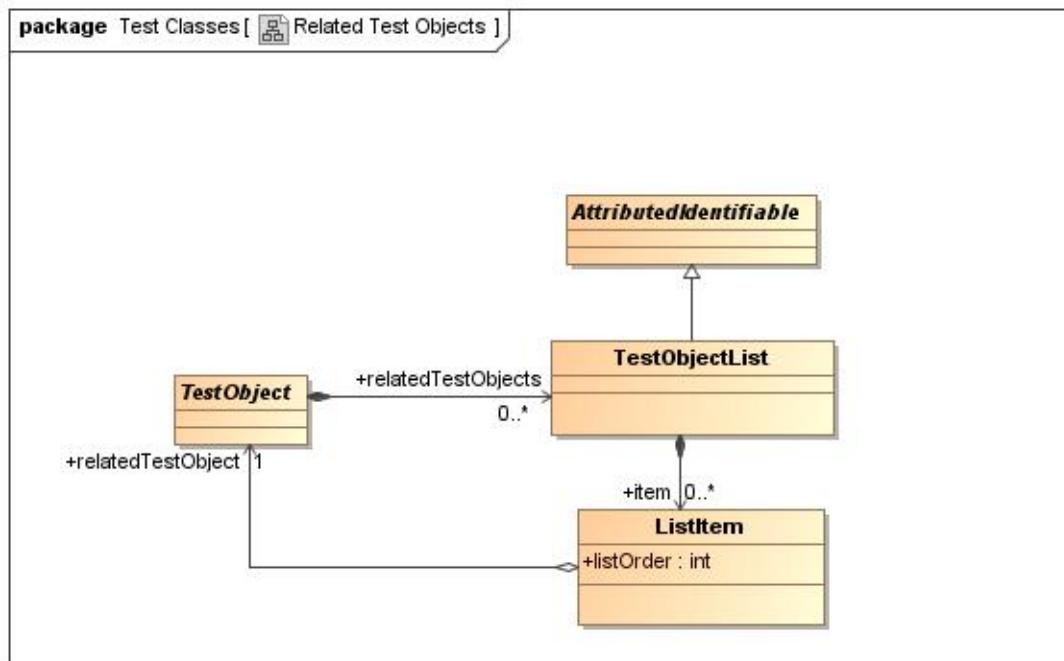 package Test Classes [ Related Test Objects ]
AttributedIdentifiable
TestObjectList
+relatedTestObjects
TestObject
0..*
+relatedTestObject 1
+item 0..*
ListItem
+listOrder : int